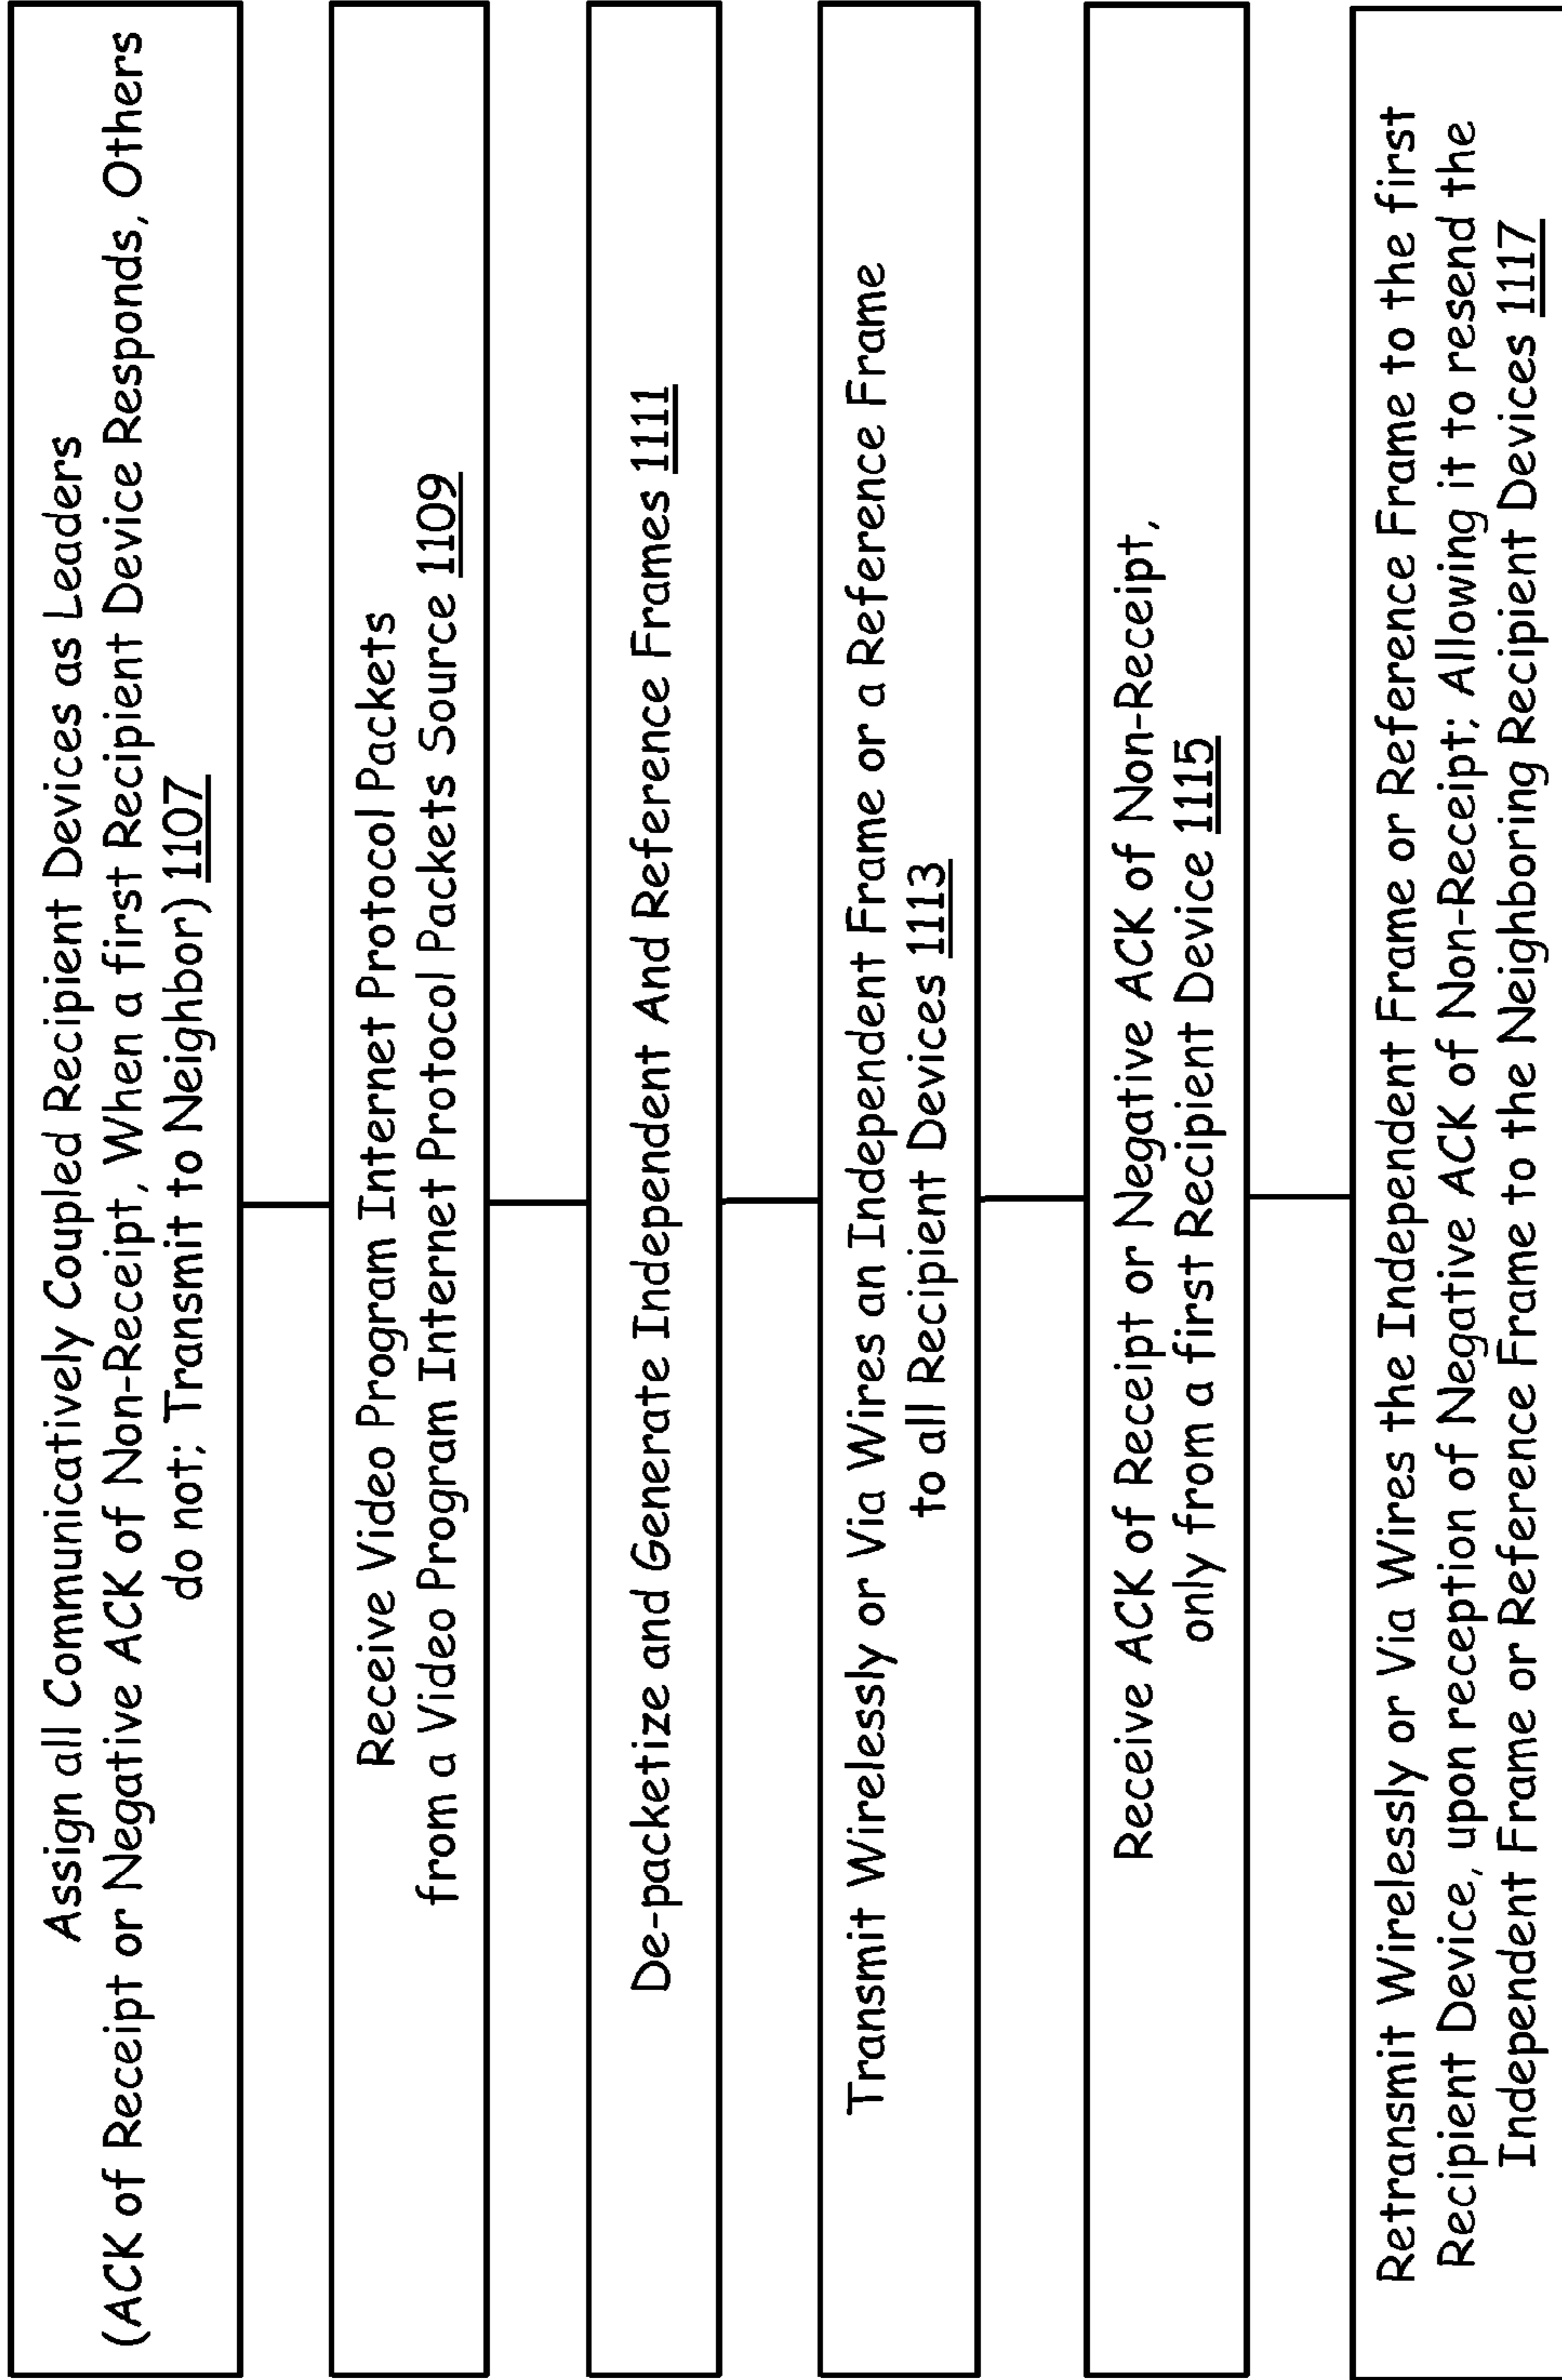 Assign all Communicatively Coupled Recipient Devices as Leaders
(ACK of Receipt or Negative ACK of Non-Receipt, When a first Recipient Device Responds, Others
do not; Transmit to Neighbor) 1107
Receive Video Program Internet Protocol Packets
from a Video Program Internet Protocol Packets Source 1109
De-packetize and Generate Independent And Reference Frames 1111
Transmit Wirelessly or Via Wires an Independent Frame or a Reference Frame
to all Recipient Devices 1113
Receive ACK of Receipt or Negative ACK of Non-Receipt,
only from a first Recipient Device 1115
Retransmit Wirelessly or Via Wires the Independent Frame or Reference Frame to the first
Recipient Device, upon reception of Negative ACK of Non-Receipt; Allowing it to resend the
Independent Frame or Reference Frame to the Neighboring Recipient Devices 1117